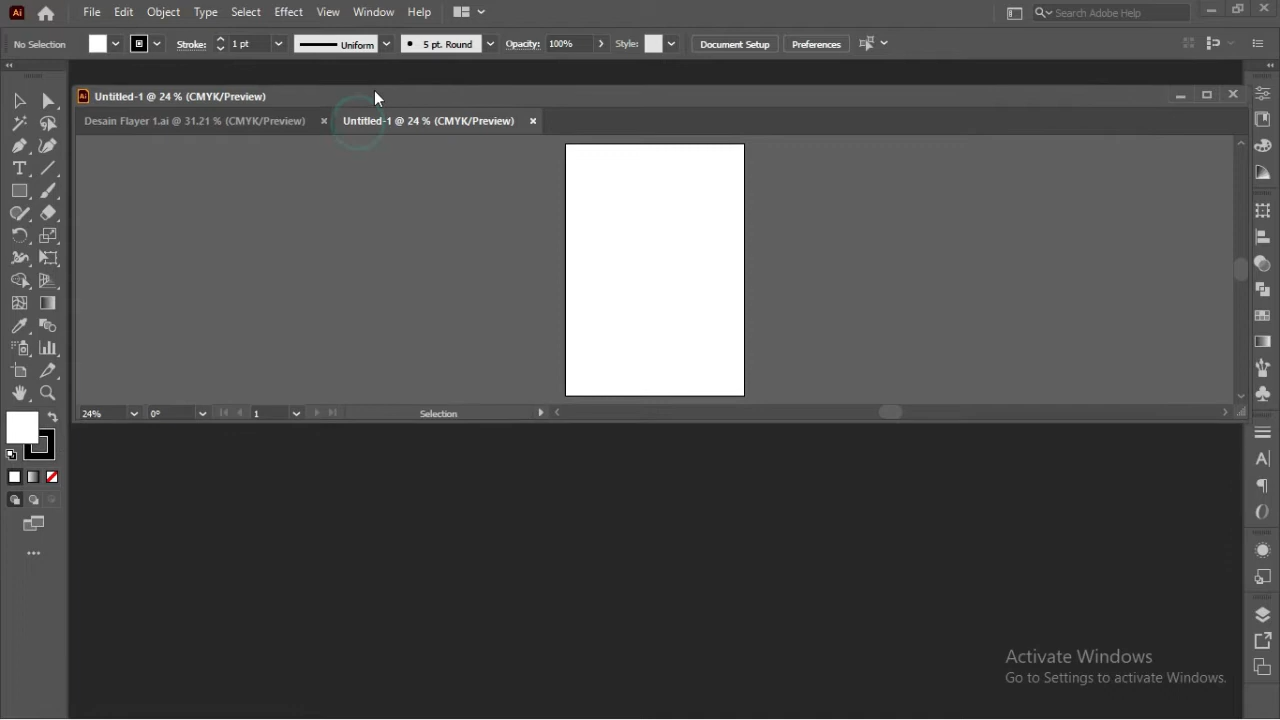 Ai File Edit Object Type Select Effect View Window Help Search Adobe Help
No Selection Stroke: 1 pt Uniform 5 pt. Round Opacity: 100% Style: Document Setup Preferences
Ai Untitled-1 @ 24 % (CMYK/Preview)
Desain Flayer 1.ai @ 31.21 % (CMYK/Preview) × Untitled-1 @ 24 % (CMYK/Preview) ×
24% 0° 1 Selection
Activate Windows
Go to Settings to activate Windows.